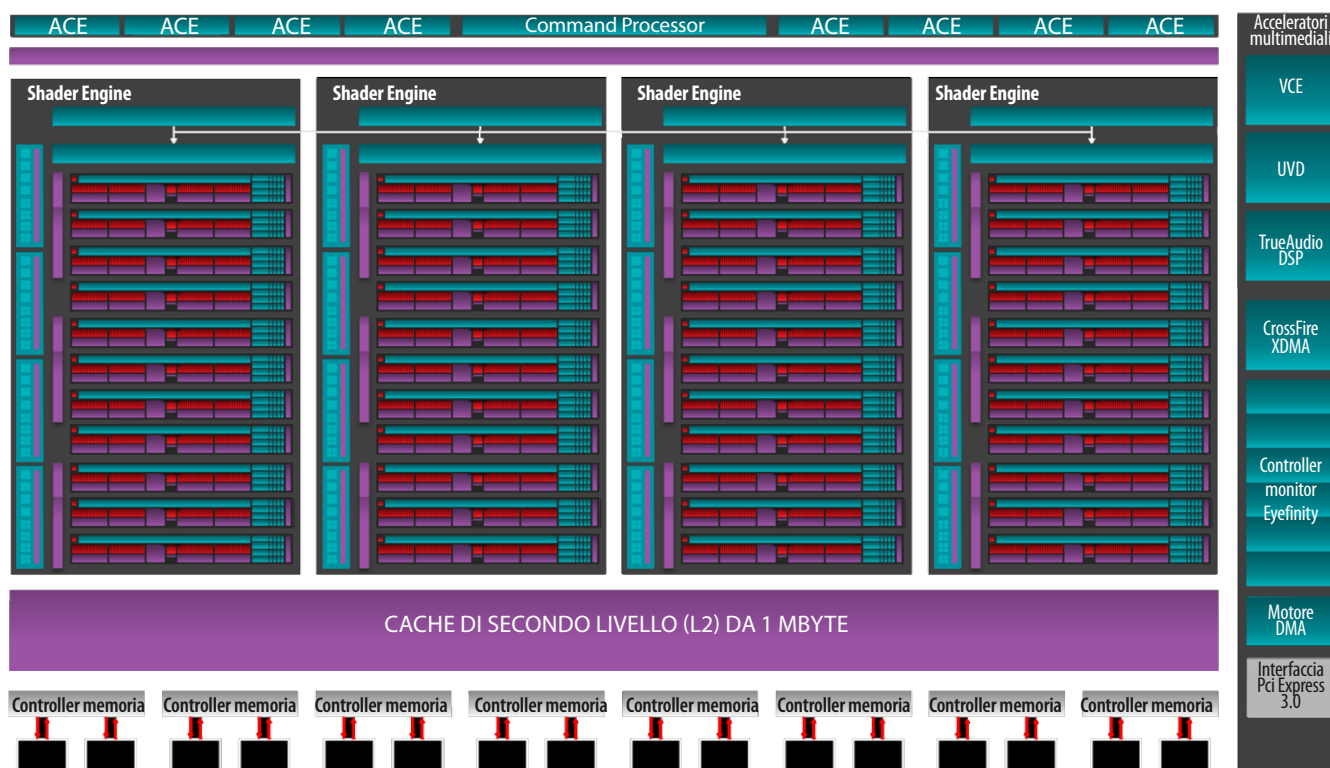 ACE ACE ACE ACE Command Processor ACE ACE ACE ACE
Shader Engine Shader Engine Shader Engine Shader Engine
CACHE DI SECONDO LIVELLO (L2) DA 1 MBYTE
Controller memoria Controller memoria Controller memoria Controller memoria Controller memoria Controller memoria Controller memoria Controller memoria
Acceleratori
multimediali
VCE
UVD
TrueAudio
DSP
CrossFire
XDMA
Controller
monitor
Eyefinity
Motore
DMA
Interfaccia
Pci Express
3.0